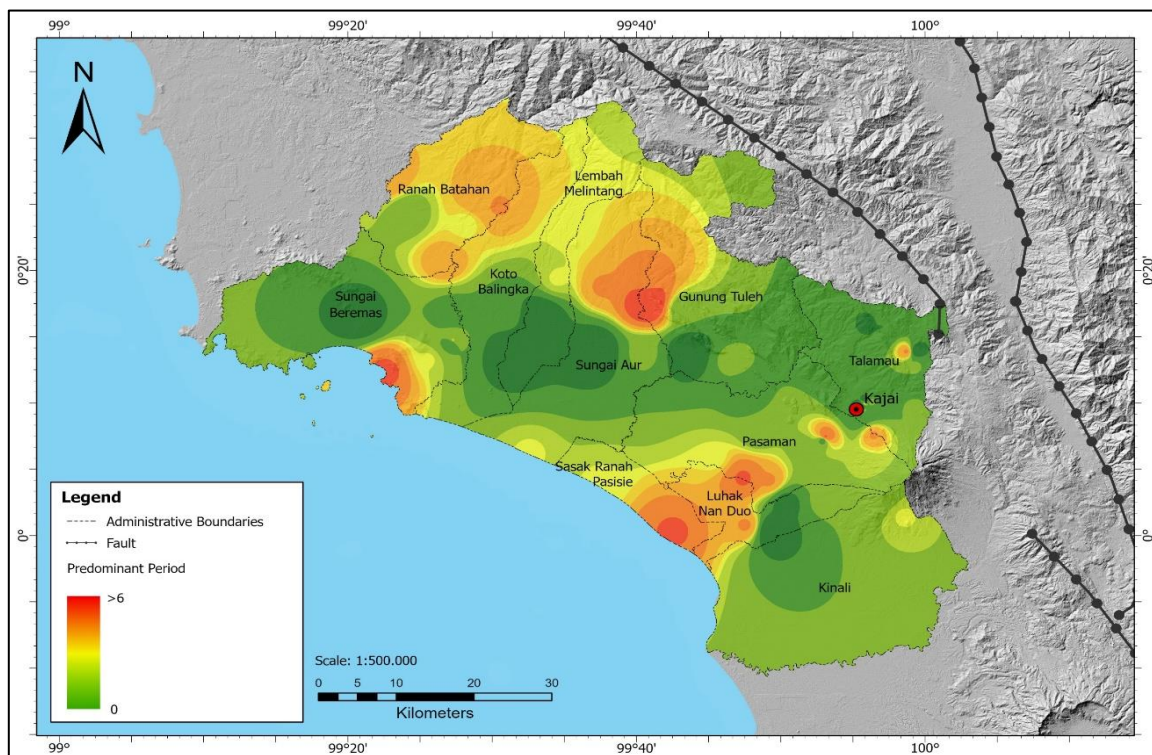 99°
99°20'
99°40'
100°
N
0°20'
0°20'
Ranah Batahan
Lembah
Melintang
Koto
Balingka
Sungai
Beremas
Gunung Tuleh
Sungai Aur
Talamau
Kajai
Pasaman
Sasak Ranah
Pasisie
Luhak
Nan Duo
Kinali
0°
0°
Legend
Administrative Boundaries
Fault
Predominant Period
>6
0
Scale: 1:500.000
0 5 10 20 30
Kilometers
99°
99°20'
99°40'
100°